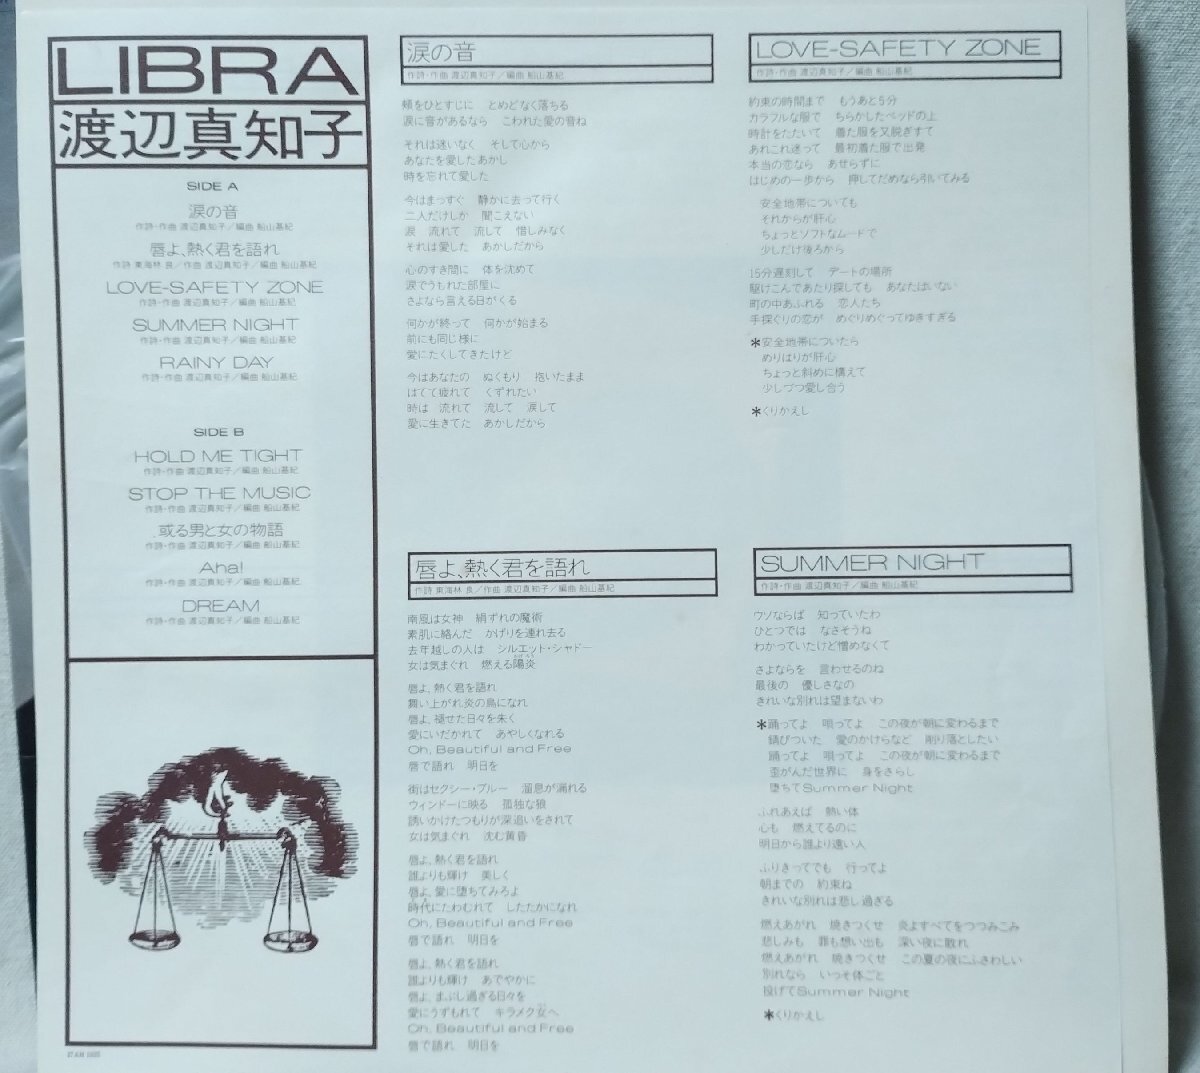 LIBRA
渡辺真知子
SIDE A
涙の音
作詩・作曲 渡辺真知子／編曲 船山基紀
唇よ、熱く君を語れ
作詩 東海林 良／作曲 渡辺真知子／編曲 船山基紀
LOVE-SAFETY ZONE
作詩・作曲 渡辺真知子／編曲 船山基紀
SUMMER NIGHT
作詩・作曲 渡辺真知子／編曲 船山基紀
RAINY DAY
作詩・作曲 渡辺真知子／編曲 船山基紀
SIDE B
HOLD ME TIGHT
作詩・作曲 渡辺真知子／編曲 船山基紀
STOP THE MUSIC
作詩・作曲 渡辺真知子／編曲 船山基紀
或る男と女の物語
作詩・作曲 渡辺真知子／編曲 船山基紀
Aha!
作詩・作曲 渡辺真知子／編曲 船山基紀
DREAM
作詩・作曲 渡辺真知子／編曲 船山基紀
涙の音
作詩・作曲 渡辺真知子／編曲 船山基紀
頬をひとすじに とめどなく落ちる
涙に音があるなら こわれた愛の音ね
それは迷いなく そして心から
あなたを愛したあかし
時を忘れて愛した
今はまっすぐ 静かに去って行く
二人だけしか 聞こえない
涙 流れて 流して 惜しみなく
それは愛した あかしだから
心のすき間に 体を沈めて
涙でうもれた部屋に
さよなら言える日がくる
何かが終って 何かが始まる
前にも同じ様に
愛にたくしてきたけど
今はあなたの ぬくもり 抱いたまま
はてて疲れて くずれたい
時は 流れて 流して 涙して
愛に生きてた あかしだから
唇よ、熱く君を語れ
作詩 東海林 良／作曲 渡辺真知子／編曲 船山基紀
南風は女神 絹ずれの魔術
素肌に絡んだ かげりを連れ去る
去年越しの人は シルエット・シャドー
女は気まぐれ 燃える陽炎
唇よ、熱く君を語れ
舞い上がれ炎の鳥になれ
唇よ、褪せた日々を朱く
愛にいだかれて あやしくなれる
Oh, Beautiful and Free
唇で語れ 明日を
街はセクシー・ブルー 溜息が漏れる
ウィンドーに映る 孤独な狼
誘いかけたつもりが深追いをされて
女は気まぐれ 沈む黄昏
唇よ、熱く君を語れ
誰よりも輝け 美しく
唇よ、愛に堕ちてみろよ
時代にたわむれて したたかになれ
Oh, Beautiful and Free
唇で語れ 明日を
唇よ、熱く君を語れ
誰よりも輝け あでやかに
唇よ、まぶし過ぎる日々を
愛にうずもれて キラメク女へ
Oh, Beautiful and Free
唇で語れ 明日を
LOVE-SAFETY ZONE
作詩・作曲 渡辺真知子／編曲 船山基紀
約束の時間まで もうあと5分
カラフルな服で ちらかしたベッドの上
時計をたたいて 着た服を又脱ぎすて
あれこれ迷って 最初着た服で出発
本当の恋なら あせらずに
はじめの一歩から 押してだめなら引いてみる
安全地帯についても
それからが肝心
ちょっとソフトなムードで
少しだけ後ろから
15分遅刻して デートの場所
駆けこんであたり探しても あなたはいない
町の中あふれる 恋人たち
手探ぐりの恋が めぐりめぐってゆきすぎる
＊安全地帯についたら
めりはりが肝心
ちょっと斜めに構えて
少しづつ愛し合う
＊くりかえし
SUMMER NIGHT
作詩・作曲 渡辺真知子／編曲 船山基紀
ウソならば 知っていたわ
ひとつでは なさそうね
わかっていたけど憎めなくて
さよならを 言わせるのね
最後の 優しさなの
きれいな別れは望まないわ
＊踊ってよ 唄ってよ この夜が朝に変わるまで
錆びついた 愛のかけらなど 削り落としたい
踊ってよ 唄ってよ この夜が朝に変わるまで
歪がんだ世界に 身をさらし
堕ちてSummer Night
ふれあえば 熱い体
心も 燃えてるのに
明日から誰より遠い人
ふりきってでも 行ってよ
朝までの 約束ね
きれいな別れは悲し過ぎる
燃えあがれ 焼きつくせ 炎よすべてをつつみこみ
悲しみも 罪も想い出も 深い夜に散れ
燃えあがれ 焼きつくせ この夏の夜にふさわしい
別れなら いっそ体ごと
投げてSummer Night
＊くりかえし